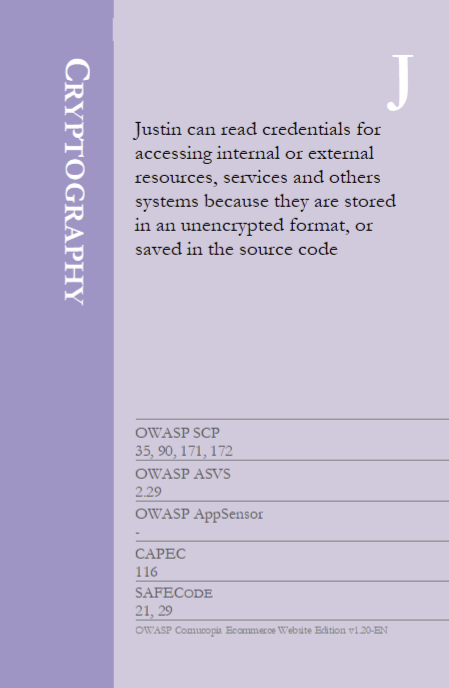 CRYPTOGRAPHY
J
Justin can read credentials for
accessing internal or external
resources, services and others
systems because they are stored
in an unencrypted format, or
saved in the source code
OWASP SCP
35, 90, 171, 172
OWASP ASVS
2.29
OWASP AppSensor
-
CAPEC
116
SAFECODE
21, 29
OWASP Cornucopia Ecommerce Website Edition v1.20-EN